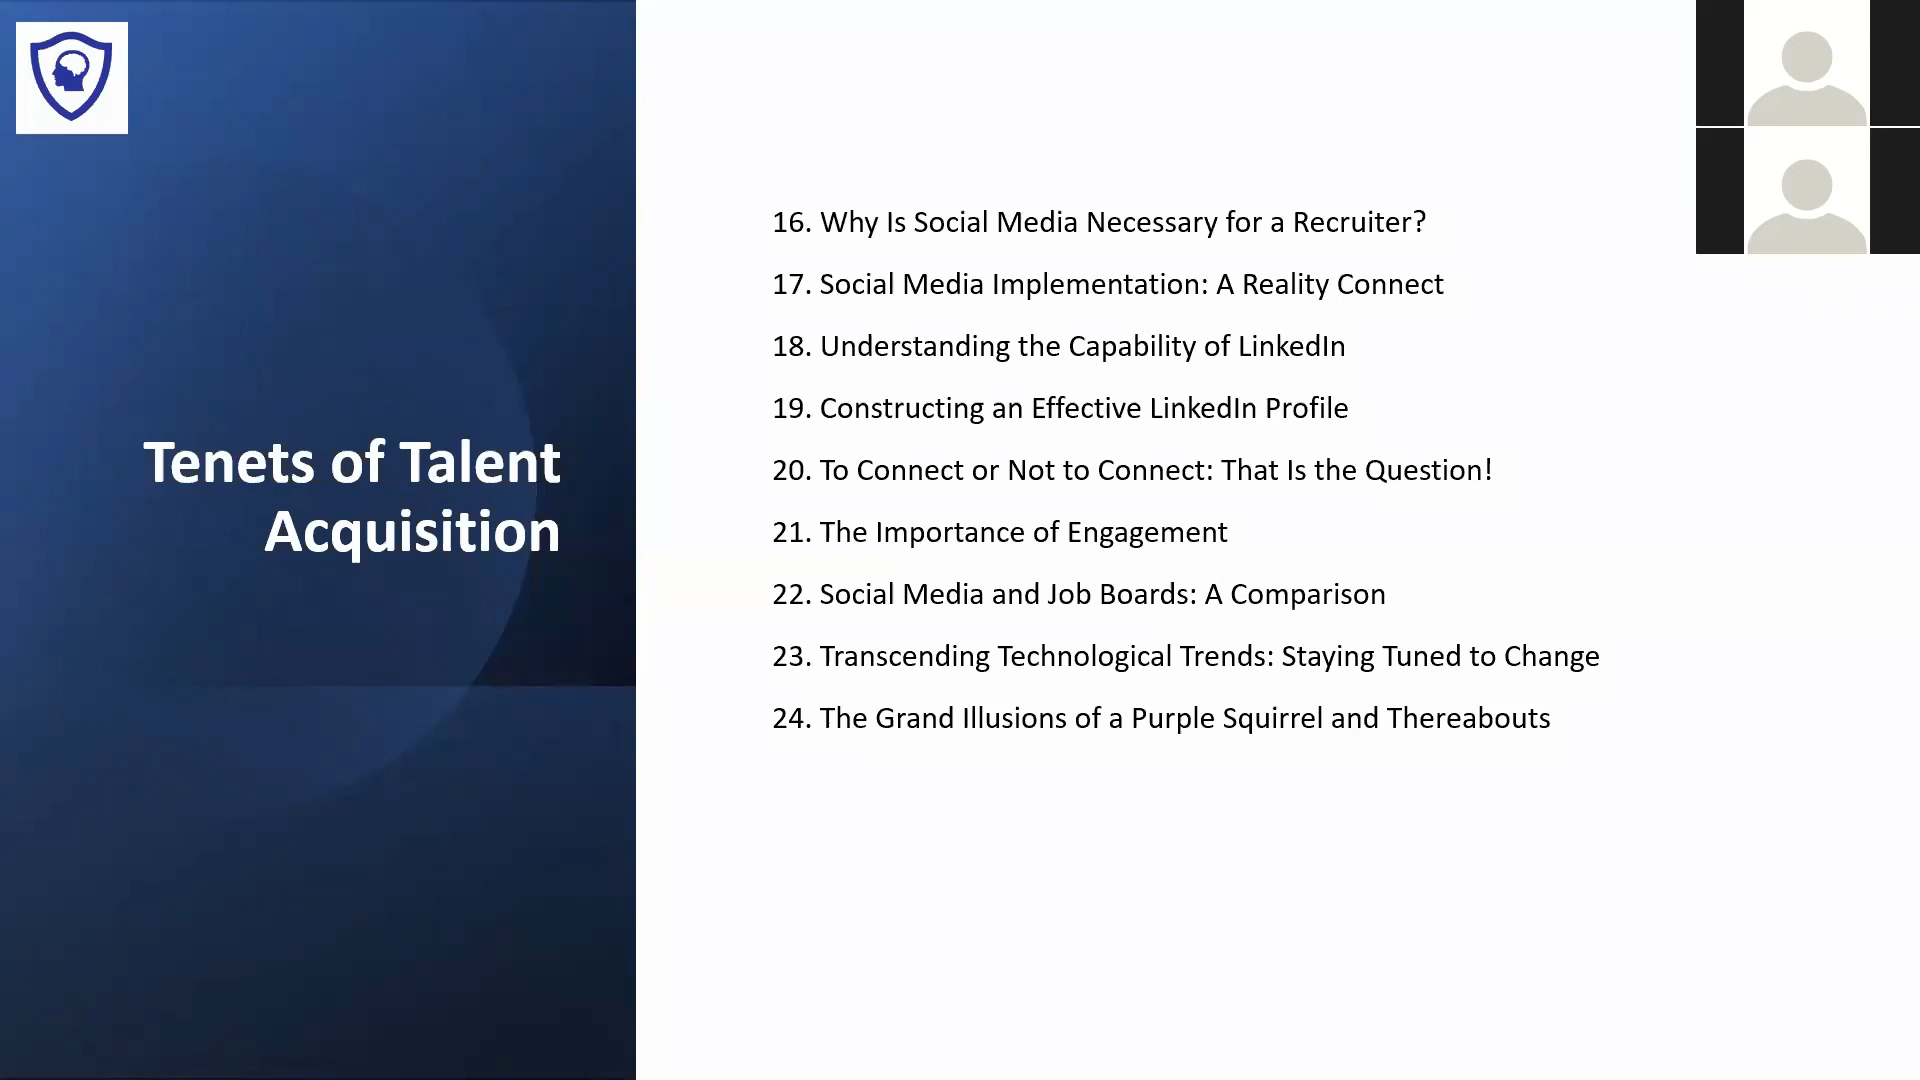 Tenets of Talent
Acquisition
16. Why Is Social Media Necessary for a Recruiter?
17. Social Media Implementation: A Reality Connect
18. Understanding the Capability of LinkedIn
19. Constructing an Effective LinkedIn Profile
20. To Connect or Not to Connect: That Is the Question!
21. The Importance of Engagement
22. Social Media and Job Boards: A Comparison
23. Transcending Technological Trends: Staying Tuned to Change
24. The Grand Illusions of a Purple Squirrel and Thereabouts